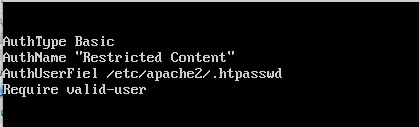 AuthType Basic
AuthName "Restricted Content"
AuthUserFiel /etc/apache2/.htpasswd
Require valid-user